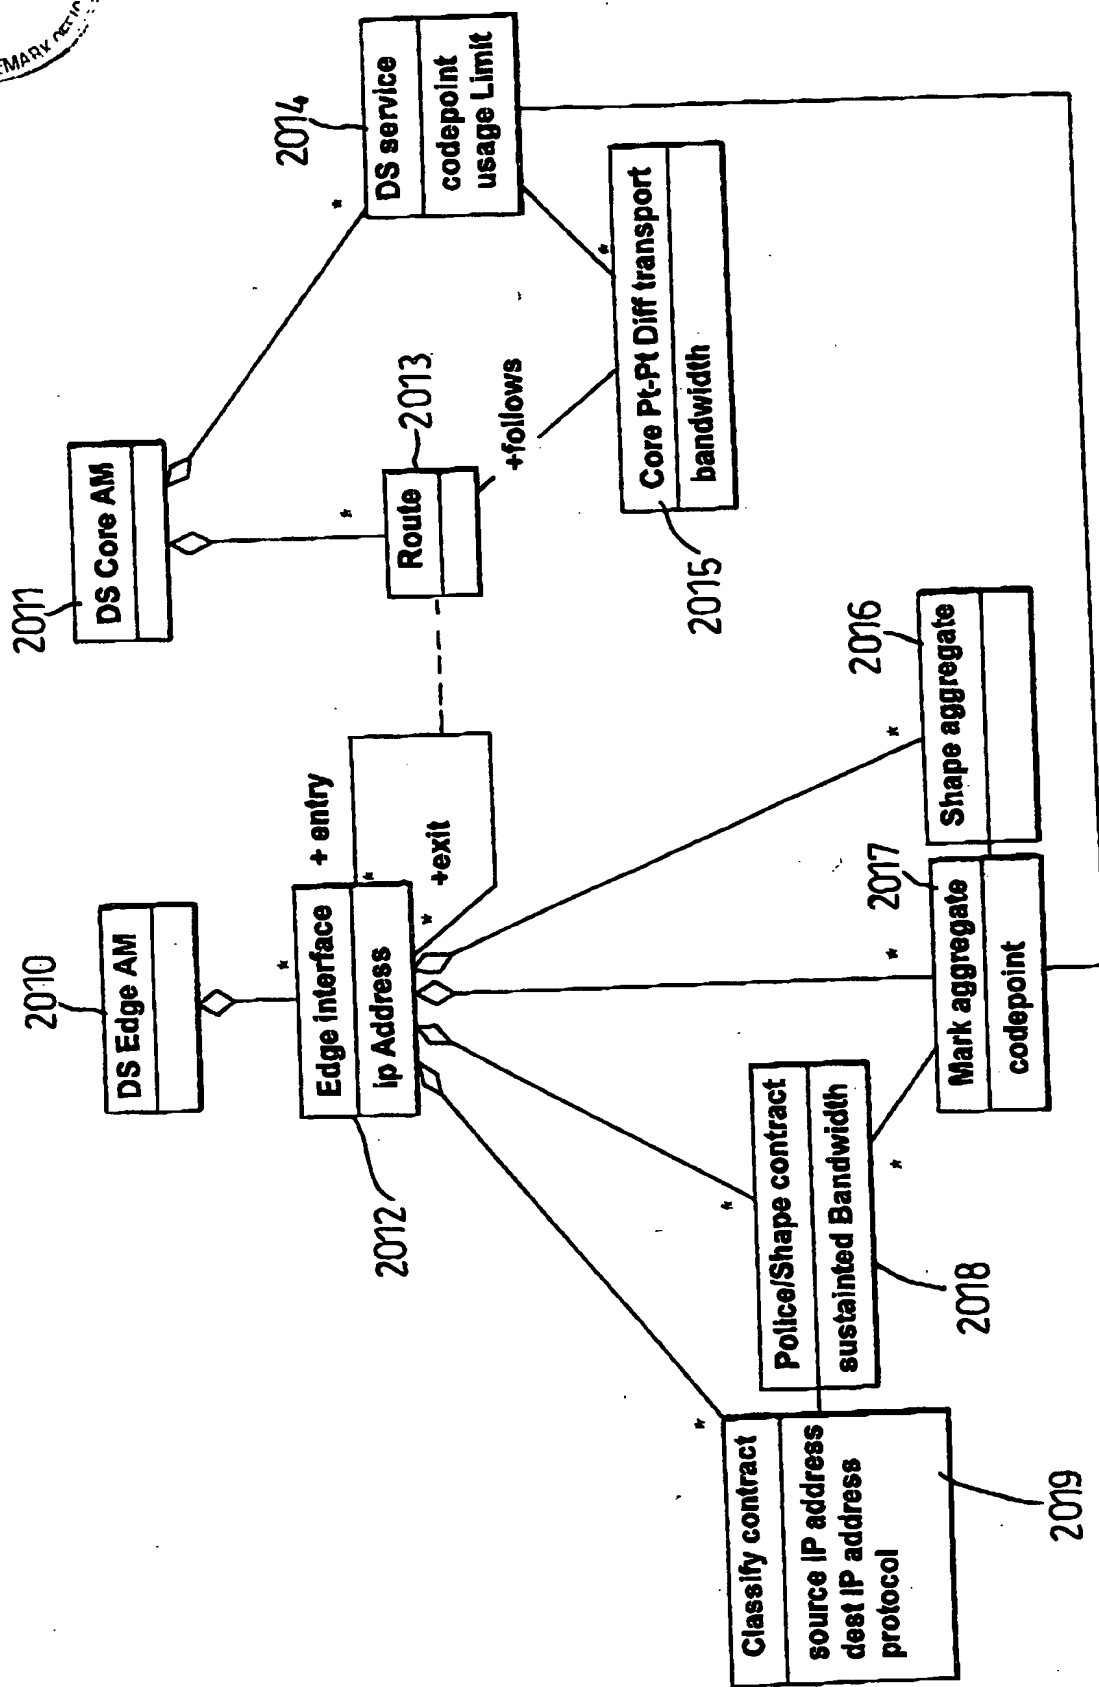 EMARK
2010
DS Edge AM
2011
DS Core AM
2012
Edge interface
ip Address
+ entry
+exit
*
*
*
2013
Route
*
+follows
2014
DS service
codepoint
usage Limit
*
2015
Core Pt-Pt Diff transport
bandwidth
*
2019
Classify contract
source IP address
dest IP address
protocol
*
2018
Police/Shape contract
sustainted Bandwidth
*
*
2017
Mark aggregate
codepoint
*
2016
Shape aggregate
*